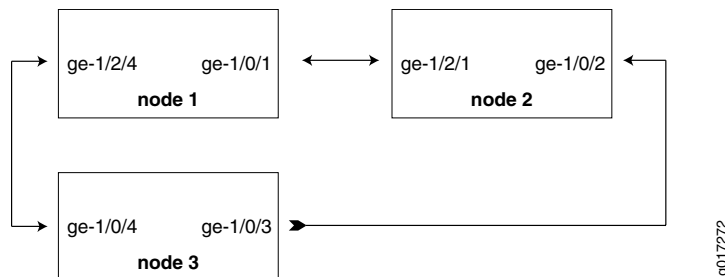 ge-1/2/4 ge-1/0/1
node 1
ge-1/2/1 ge-1/0/2
node 2
ge-1/0/4 ge-1/0/3
node 3
g017272